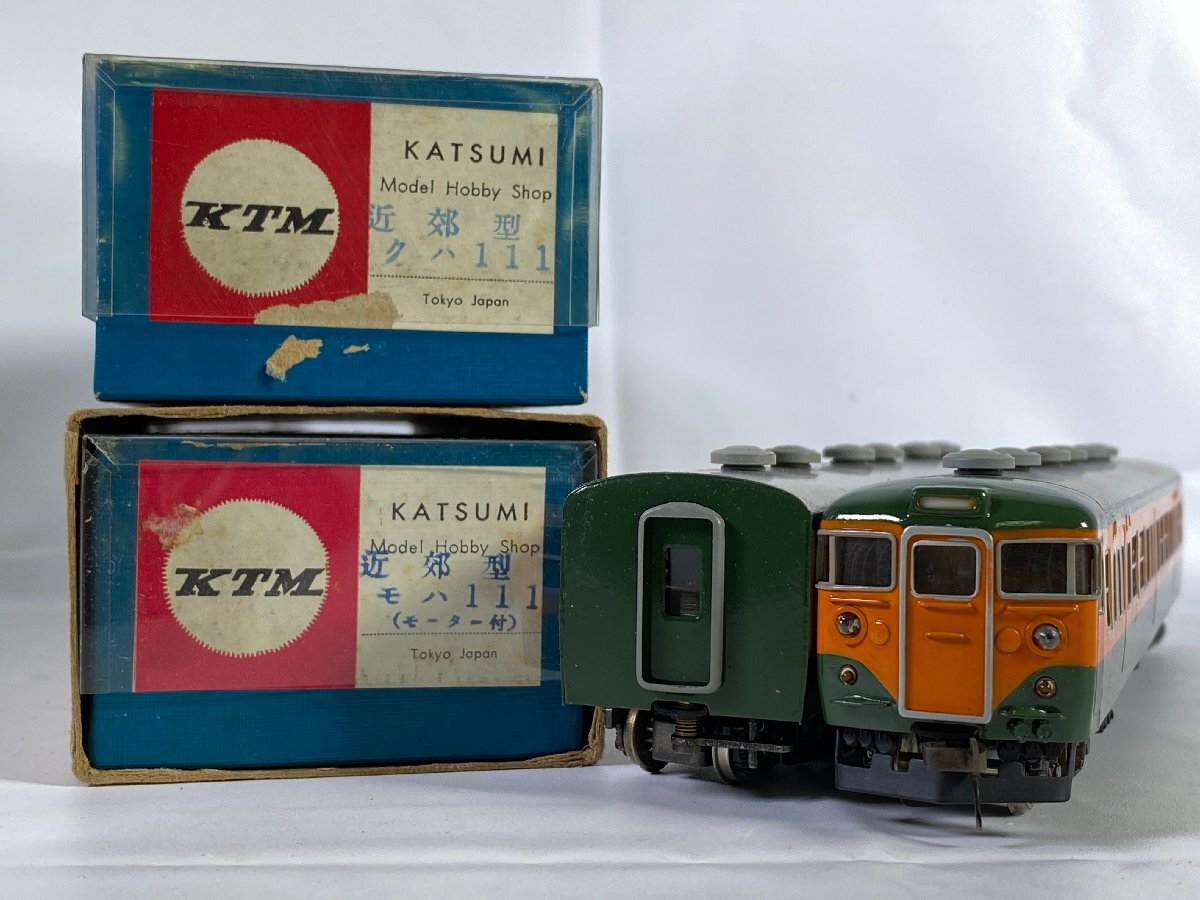 KTM
KATSUMI
Model Hobby Shop
近郊型
クハ111
Tokyo Japan
KTM
KATSUMI
Model Hobby Shop
近郊型
モハ111
(モーター付)
Tokyo Japan